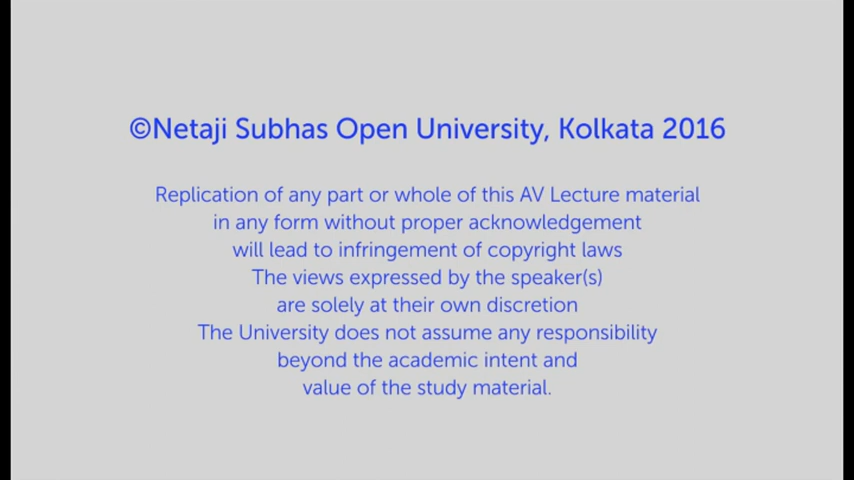 ©Netaji Subhas Open University, Kolkata 2016
Replication of any part or whole of this AV Lecture material
in any form without proper acknowledgement
will lead to infringement of copyright laws
The views expressed by the speaker(s)
are solely at their own discretion
The University does not assume any responsibility
beyond the academic intent and
value of the study material.